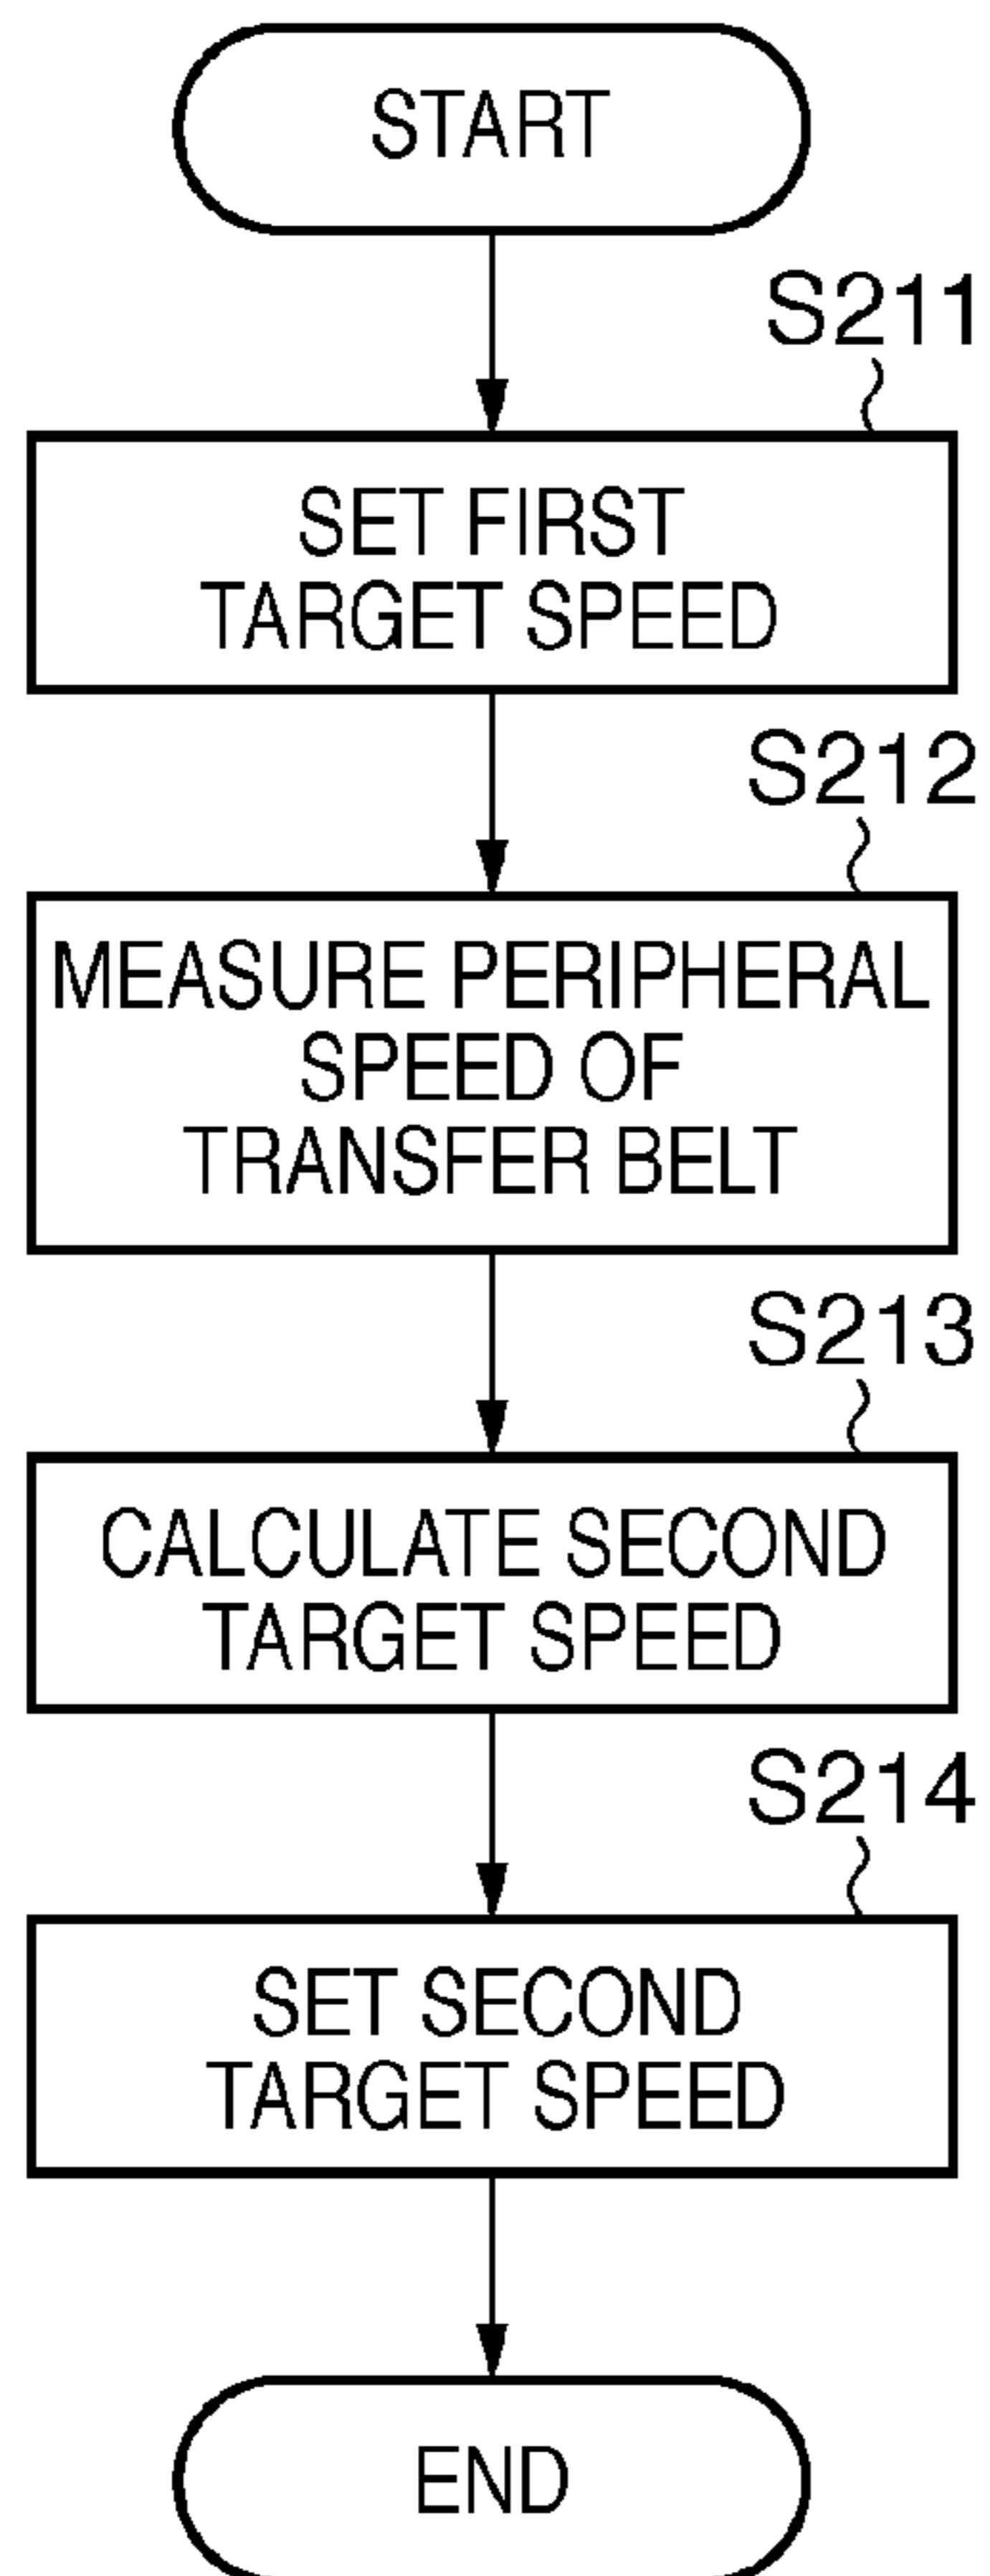 START
S211
SET FIRST
TARGET SPEED
S212
MEASURE PERIPHERAL
SPEED OF
TRANSFER BELT
S213
CALCULATE SECOND
TARGET SPEED
S214
SET SECOND
TARGET SPEED
END